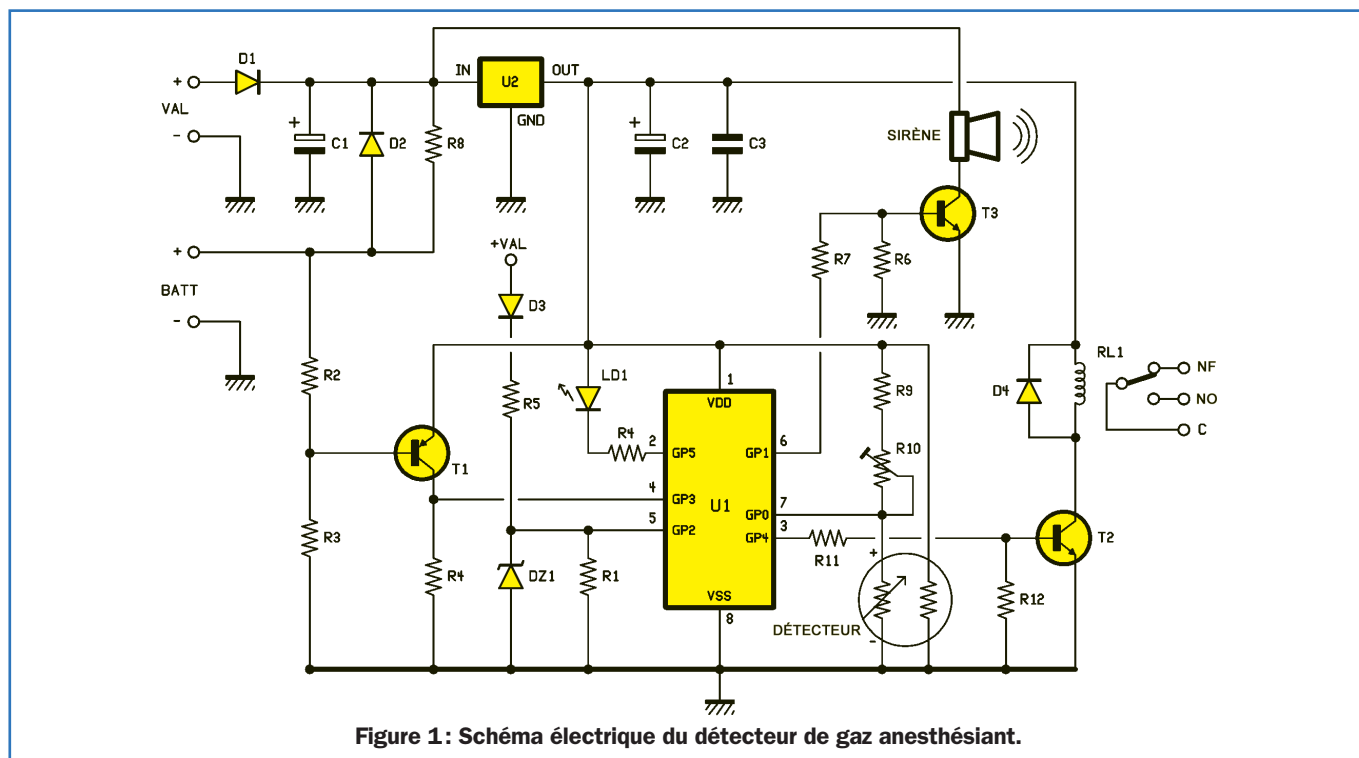 D1
IN
U2
OUT
GND
+
VAL
-
+
C1
D2
R8
+
C2
C3
SIRÈNE
T3
+VAL
R7
R6
+
BATT
-
D3
R2
LD1
R5
R4
1
VDD
R9
RL1
NF
NO
C
D4
2
GP5
6
GP1
R10
T1
4
GP3
U1
7
GP0
5
GP2
3
GP4
R11
T2
R3
R4
DZ1
R1
+
R12
VSS
8
DÉTECTEUR
-
Figure 1: Schéma électrique du détecteur de gaz anesthésiant.